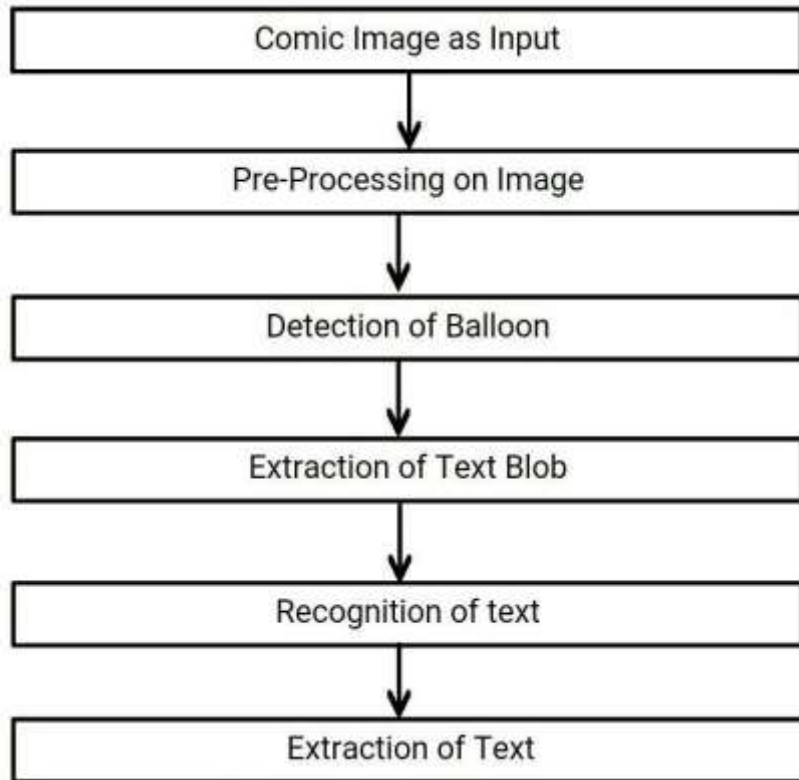 Comic Image as Input
Pre-Processing on Image
Detection of Balloon
Extraction of Text Blob
Recognition of text
Extraction of Text